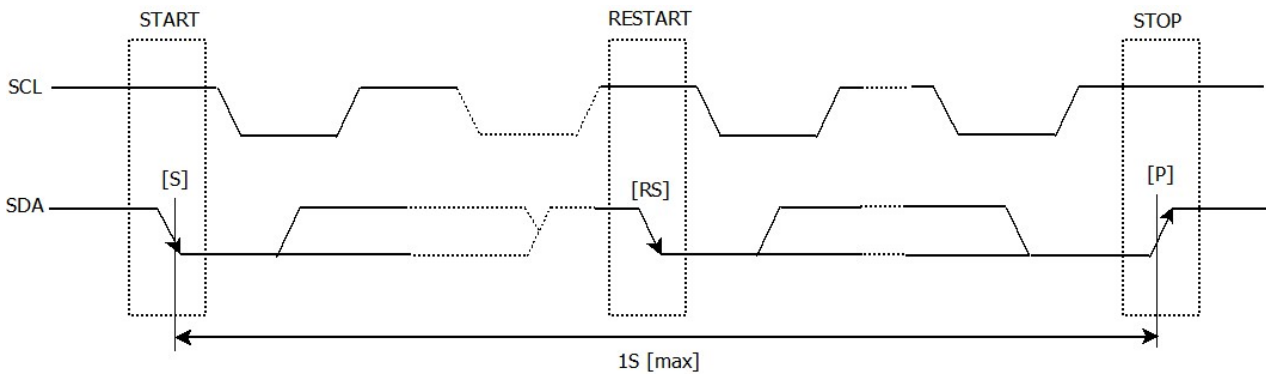 START RESTART STOP
SCL
[S] [RS] [P]
SDA
1S [max]